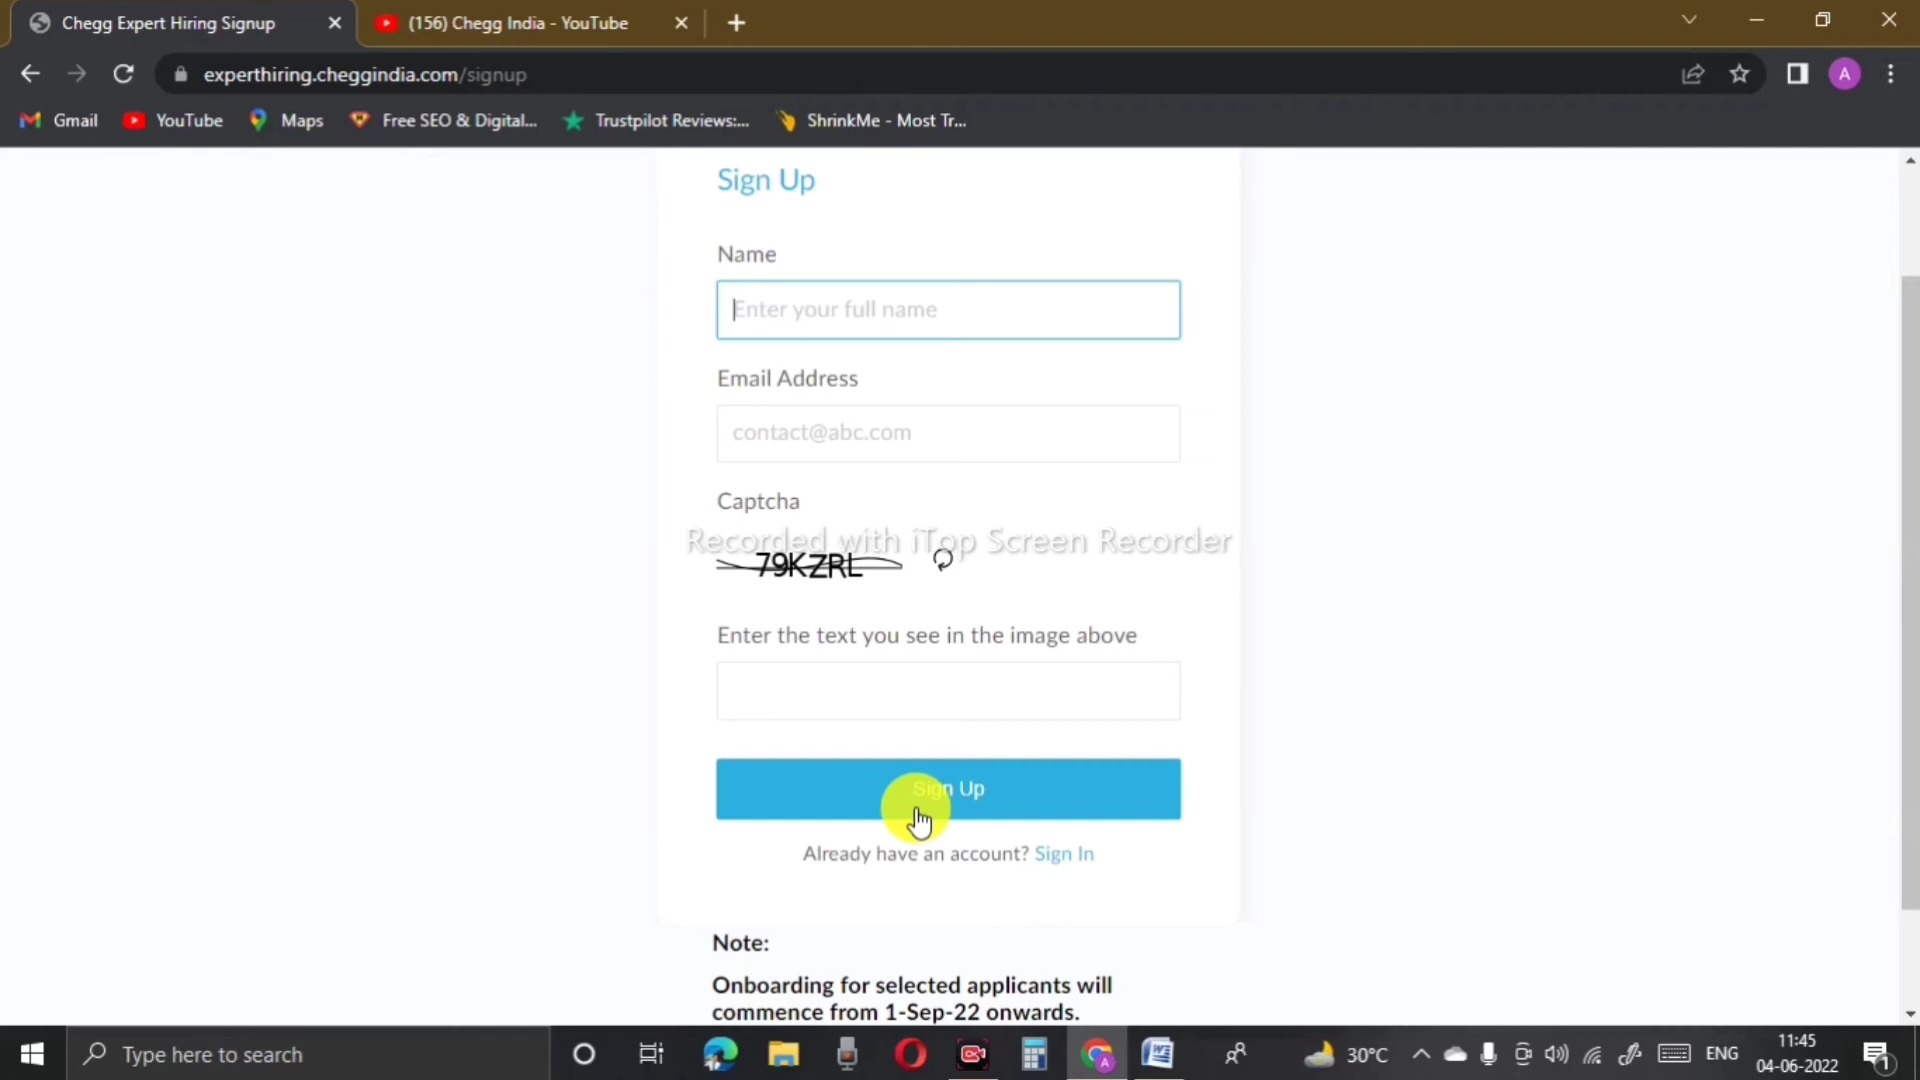 Chegg Expert Hiring Signup
(156) Chegg India - YouTube
experthiring.cheggindia.com/signup
A
Gmail
YouTube
Maps
Free SEO & Digital...
Trustpilot Reviews:...
ShrinkMe - Most Tr...
Sign Up
Name
Enter your full name
Email Address
contact@abc.com
Captcha
Recorded with iTop Screen Recorder
79KZRL
Enter the text you see in the image above
Sign Up
Already have an account? Sign In
Note:
Onboarding for selected applicants will
commence from 1-Sep-22 onwards.
Type here to search
30°C
ENG
11:45
04-06-2022
1